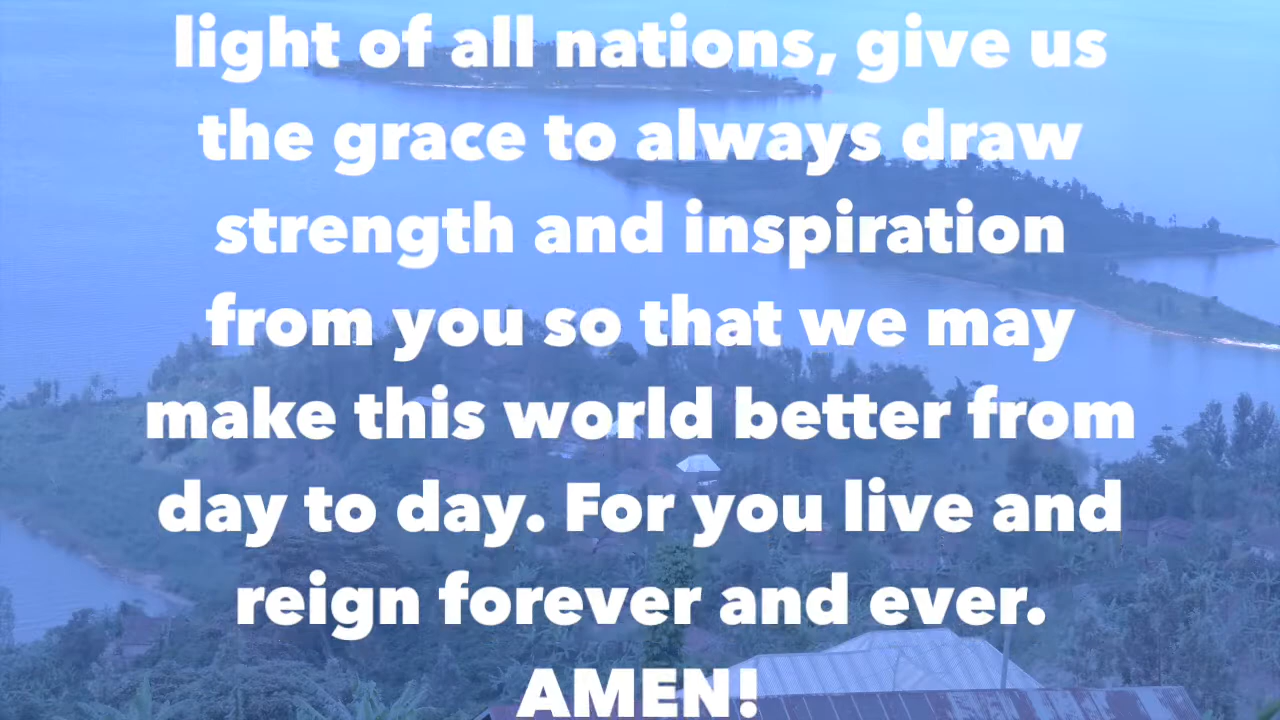 light of all nations, give us
the grace to always draw
strength and inspiration
from you so that we may
make this world better from
day to day. For you live and
reign forever and ever.
AMEN!